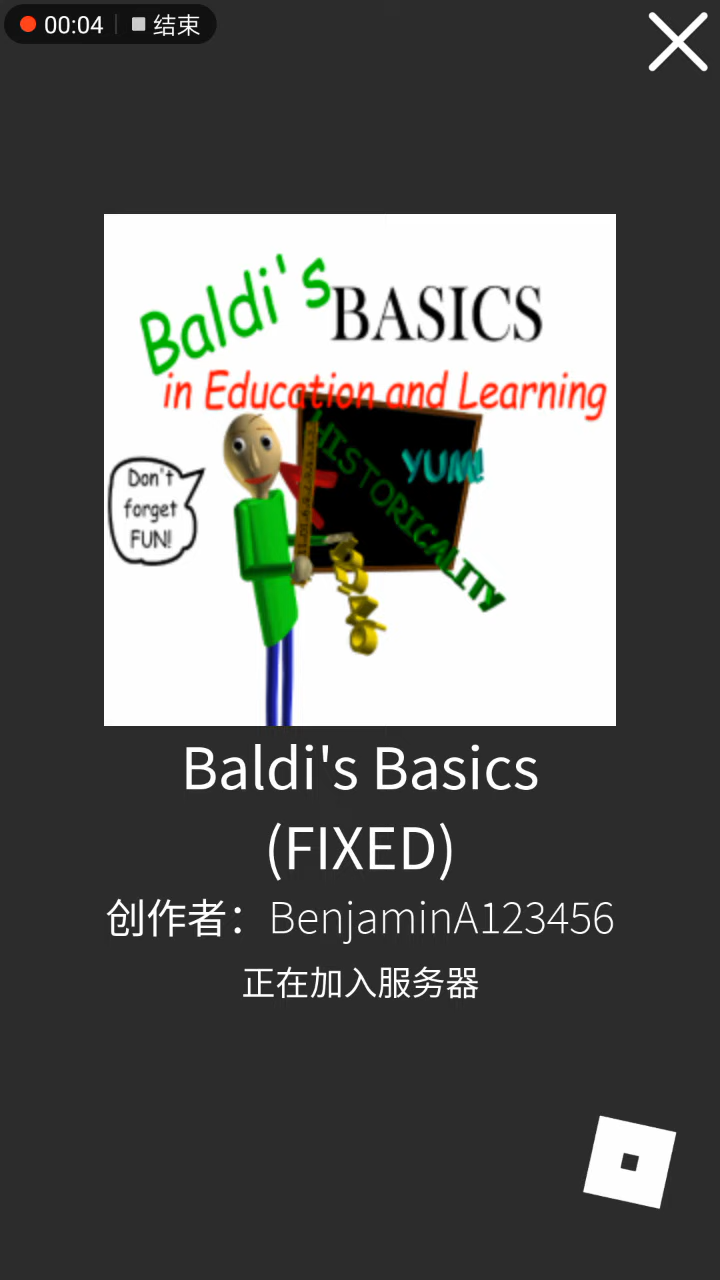 00:04 结束
Baldi's BASICS
in Education and Learning
HISTORICALITY
YUM!
Don't
forget
FUN!
Baldi's Basics
(FIXED)
创作者：BenjaminA123456
正在加入服务器